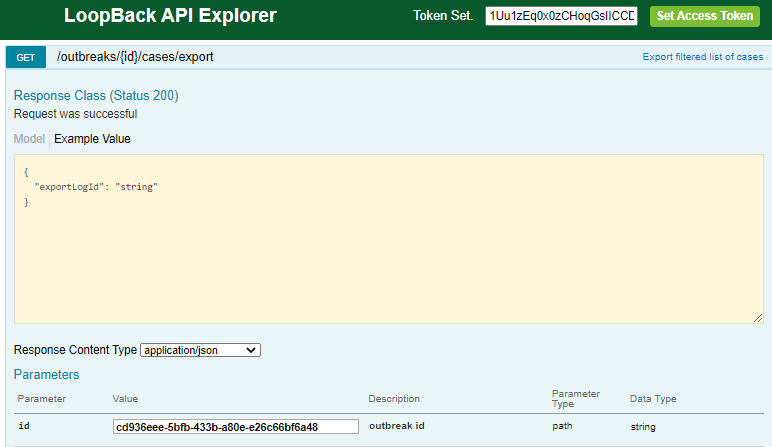 LoopBack API Explorer
Token Set.
1Uu1zEq0x0zCHoqGsIICCD
Set Access Token
GET
/outbreaks/{id}/cases/export
Export filtered list of cases
Response Class (Status 200)
Request was successful
Model
Example Value
{
"exportLogId": "string"
}
Response Content Type application/json
Parameters
Parameter Value Description Parameter Type Data Type
id cd936eee-5bfb-433b-a80e-e26c66bf6a48 outbreak id path string